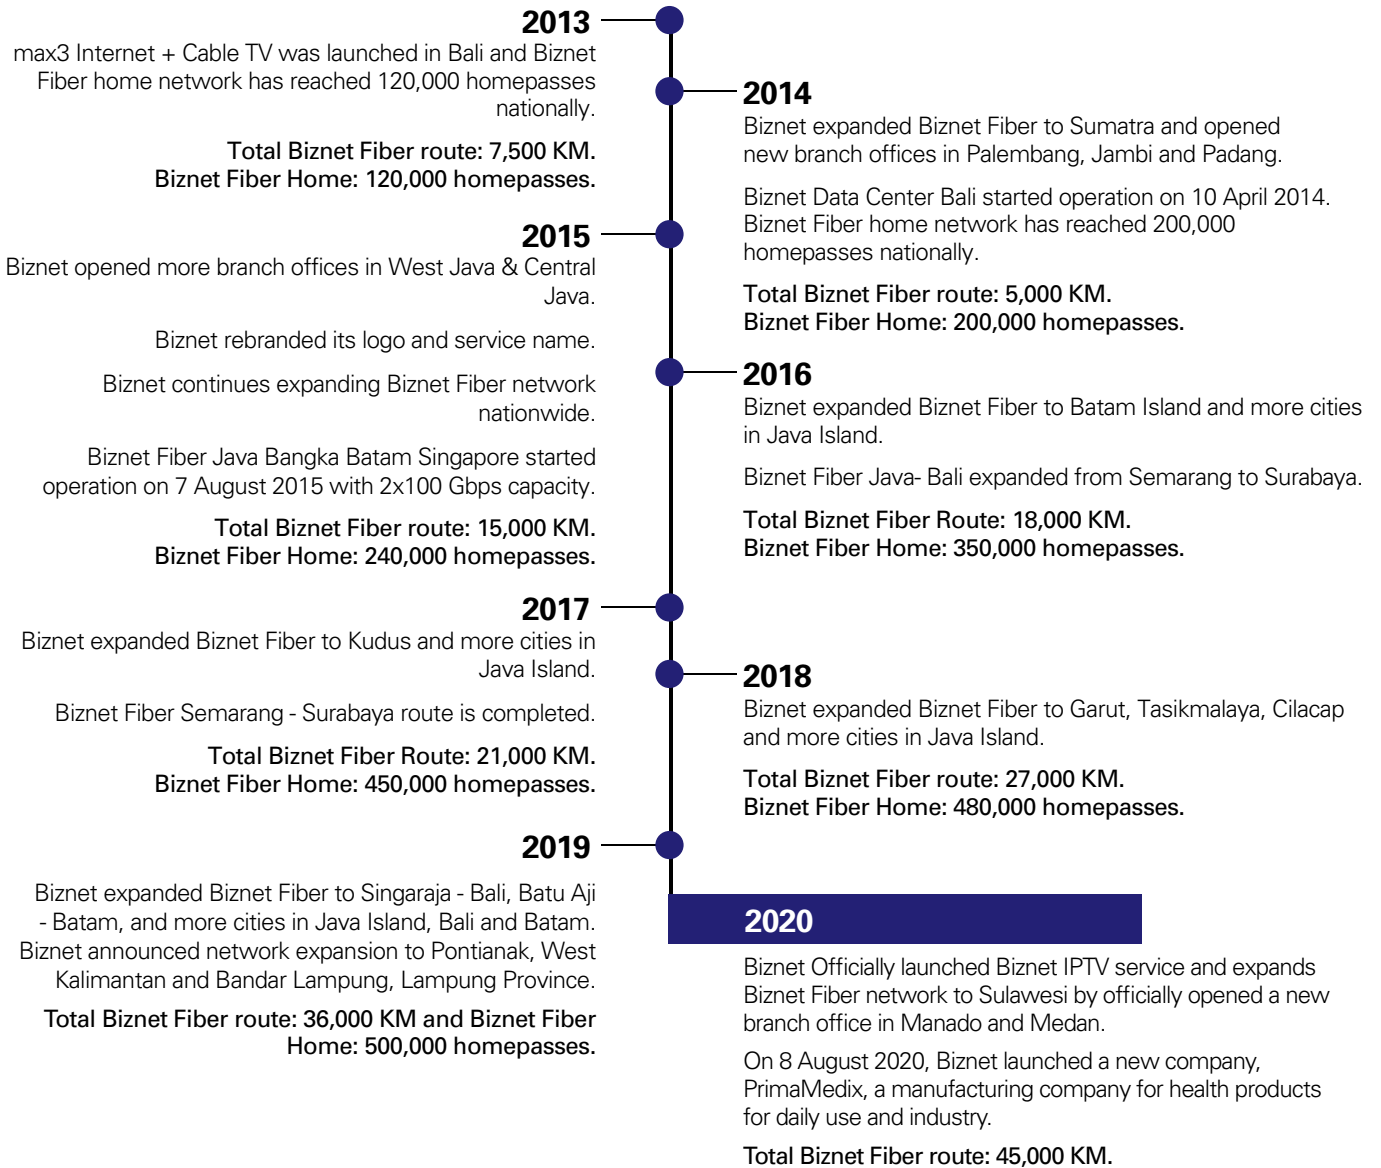 2013
max3 Internet + Cable TV was launched in Bali and Biznet
Fiber home network has reached 120,000 homepasses
nationally.
Total Biznet Fiber route: 7,500 KM.
Biznet Fiber Home: 120,000 homepasses.
2014
Biznet expanded Biznet Fiber to Sumatra and opened
new branch offices in Palembang, Jambi and Padang.
Biznet Data Center Bali started operation on 10 April 2014.
Biznet Fiber home network has reached 200,000
homepasses nationally.
Total Biznet Fiber route: 5,000 KM.
Biznet Fiber Home: 200,000 homepasses.
2015
Biznet opened more branch offices in West Java & Central
Java.
Biznet rebranded its logo and service name.
Biznet continues expanding Biznet Fiber network
nationwide.
Biznet Fiber Java Bangka Batam Singapore started
operation on 7 August 2015 with 2x100 Gbps capacity.
Total Biznet Fiber route: 15,000 KM.
Biznet Fiber Home: 240,000 homepasses.
2016
Biznet expanded Biznet Fiber to Batam Island and more cities
in Java Island.
Biznet Fiber Java- Bali expanded from Semarang to Surabaya.
Total Biznet Fiber Route: 18,000 KM.
Biznet Fiber Home: 350,000 homepasses.
2017
Biznet expanded Biznet Fiber to Kudus and more cities in
Java Island.
Biznet Fiber Semarang - Surabaya route is completed.
Total Biznet Fiber Route: 21,000 KM.
Biznet Fiber Home: 450,000 homepasses.
2018
Biznet expanded Biznet Fiber to Garut, Tasikmalaya, Cilacap
and more cities in Java Island.
Total Biznet Fiber route: 27,000 KM.
Biznet Fiber Home: 480,000 homepasses.
2019
Biznet expanded Biznet Fiber to Singaraja - Bali, Batu Aji
- Batam, and more cities in Java Island, Bali and Batam.
Biznet announced network expansion to Pontianak, West
Kalimantan and Bandar Lampung, Lampung Province.
Total Biznet Fiber route: 36,000 KM and Biznet Fiber
Home: 500,000 homepasses.
2020
Biznet Officially launched Biznet IPTV service and expands
Biznet Fiber network to Sulawesi by officially opened a new
branch office in Manado and Medan.
On 8 August 2020, Biznet launched a new company,
PrimaMedix, a manufacturing company for health products
for daily use and industry.
Total Biznet Fiber route: 45,000 KM.